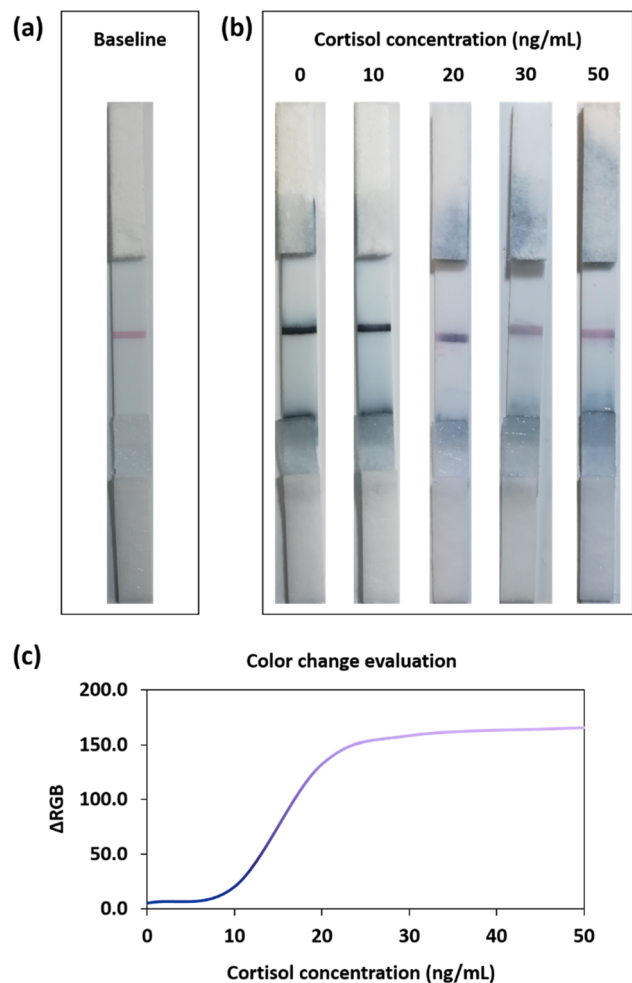 (a)
Baseline
(b)
Cortisol concentration (ng/mL)
0 10 20 30 50
(c)
Color change evaluation
200.0
150.0
100.0
50.0
0.0
ΔRGB
0 10 20 30 40 50
Cortisol concentration (ng/mL)